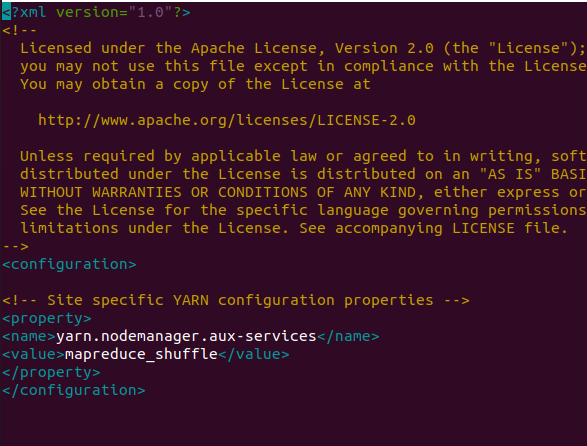 <?xml version="1.0"?>
<!--
  Licensed under the Apache License, Version 2.0 (the "License");
  you may not use this file except in compliance with the License
  You may obtain a copy of the License at

    http://www.apache.org/licenses/LICENSE-2.0

  Unless required by applicable law or agreed to in writing, soft
  distributed under the License is distributed on an "AS IS" BASI
  WITHOUT WARRANTIES OR CONDITIONS OF ANY KIND, either express or
  See the License for the specific language governing permissions
  limitations under the License. See accompanying LICENSE file.
-->
<configuration>

<!-- Site specific YARN configuration properties -->
<property>
<name>yarn.nodemanager.aux-services</name>
<value>mapreduce_shuffle</value>
</property>
</configuration>